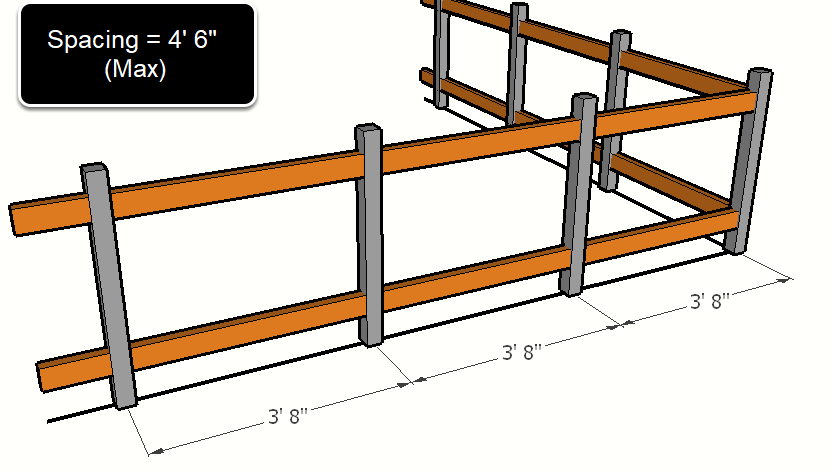 Spacing = 4' 6"
(Max)
3' 8"
3' 8"
3' 8"